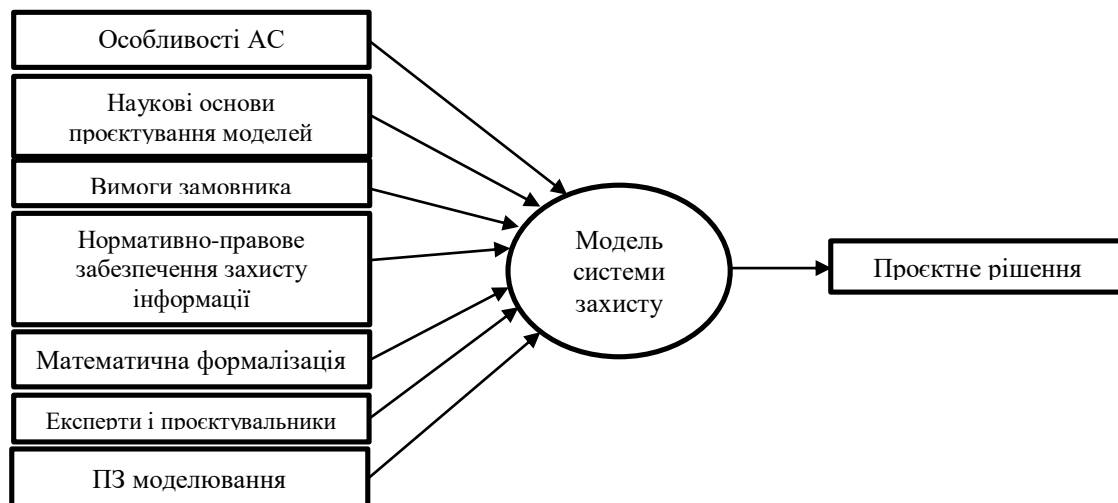 Особливості АС
Наукові основи
проєктування моделей
Вимоги замовника
Нормативно-правове
забезпечення захисту
інформації
Математична формалізація
Експерти і проєктувальники
ПЗ моделювання
Модель
системи
захисту
Проєктне рішення